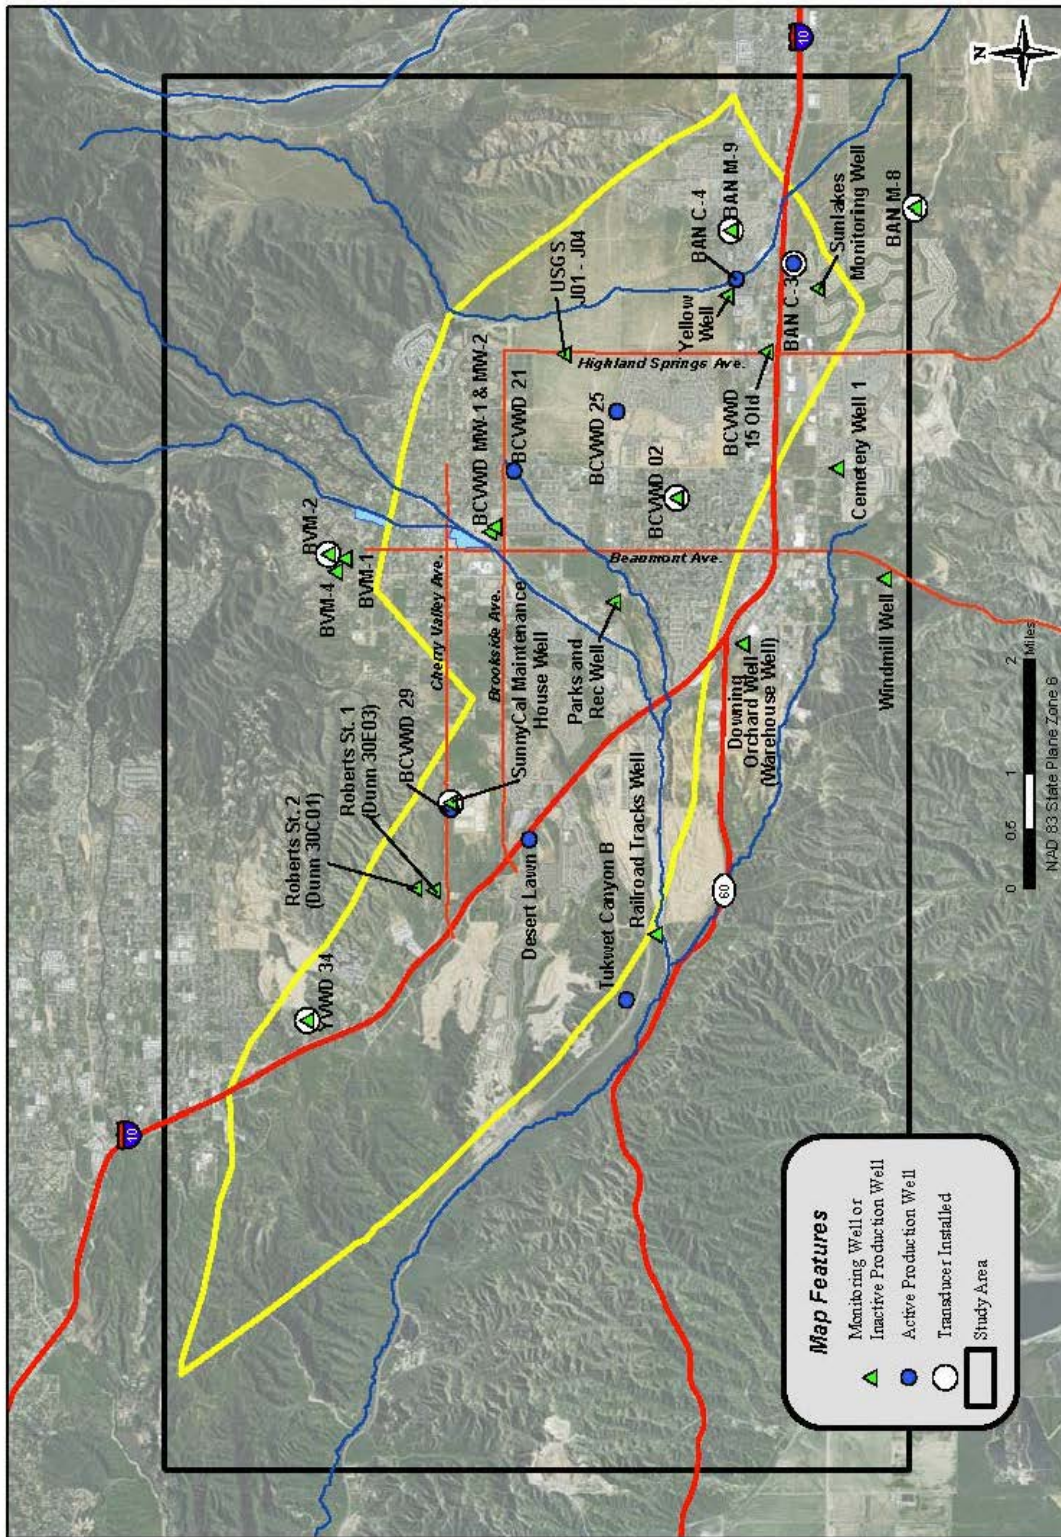 10
10
60
Roberts St. 2
(Dunn 30C01)
Roberts St. 1
(Dunn 30E03)
YVWD 34
BCVWD 29
SunnyCal Maintenance
House Well
Cherry Valley Ave.
Brookside Ave.
BVM-4
BVM-2
BVM-1
BCVWD MW-1 & MW-2
BCVWD 21
USGS
J01 - J04
Highland Springs Ave.
Desert Lawn
Tukwet Canyon B
Railroad Tracks Well
Parks and
Rec Well
Beaumont Ave.
BCVWD 25
BCVWD 02
Yellow
Well
BAN C-4
BAN M-9
Downing
Orchard Well
(Warehouse Well)
BCVWD
15 Old
BAN C-3
Sunlakes
Monitoring Well
BAN M-8
Cemetery Well 1
Windmill Well
Map Features
Monitoring Well or
Inactive Production Well
Active Production Well
Transducer Installed
Study Area
0 0.5 1 2
Miles
NAD 83 State Plane Zone 6
N